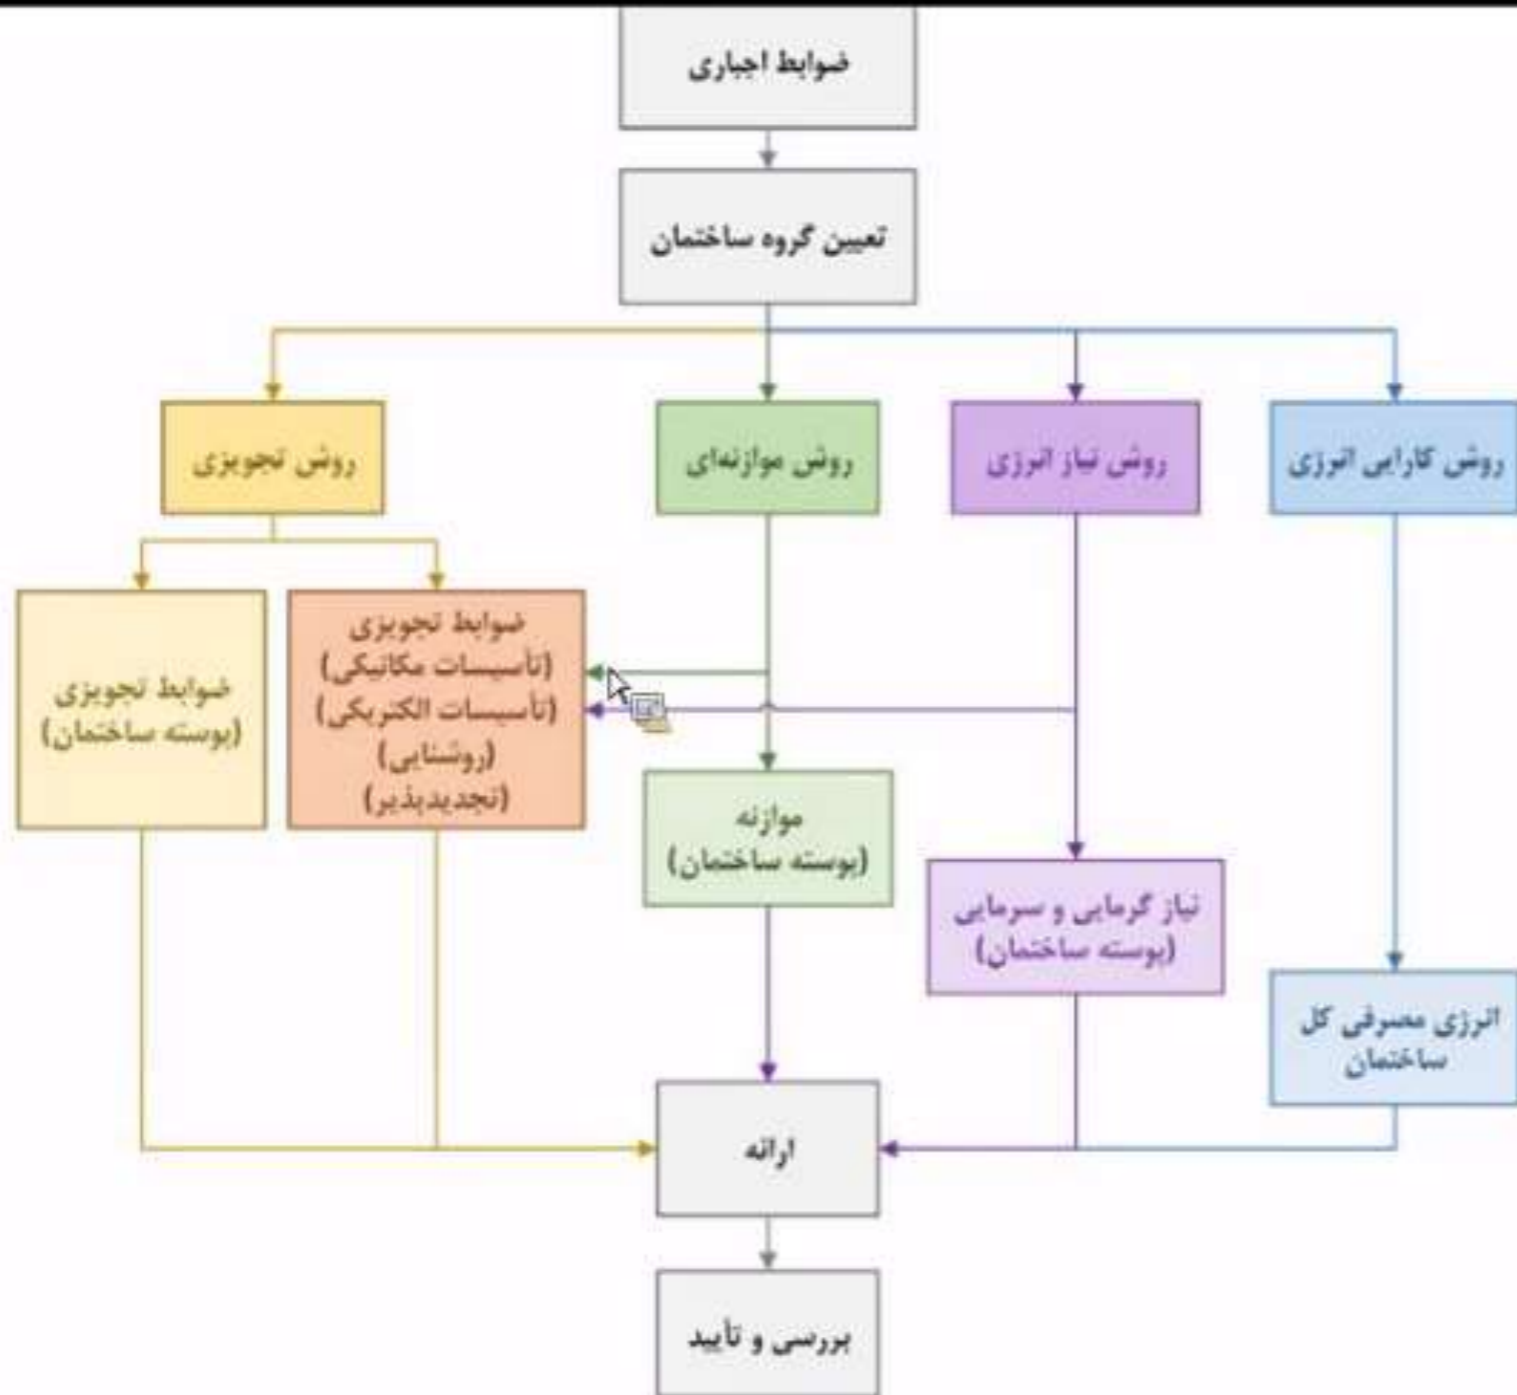 ضوابط اجباری
تعیین گروه ساختمان
روش کارایی انرژی
روش نیاز انرژی
روش موازنه‌ای
روش تجویزی
ضوابط تجویزی
(تأسیسات مکانیکی)
(تأسیسات الکتریکی)
(روشنایی)
(تجدیدپذیر)
ضوابط تجویزی
(پوسته ساختمان)
موازنه
(پوسته ساختمان)
نیاز گرمایی و سرمایی
(پوسته ساختمان)
انرژی مصرفی کل
ساختمان
ارائه
بررسی و تأیید